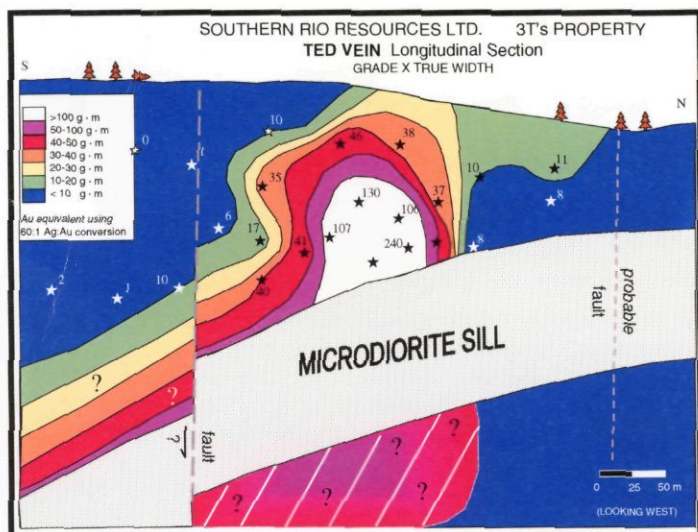 SOUTHERN RIO RESOURCES LTD. 3T's PROPERTY
TED VEIN Longitudinal Section
GRADE X TRUE WIDTH
S
N
>100 g · m
50-100 g · m
40-50 g · m
30-40 g · m
20-30 g · m
10-20 g · m
<10 g · m
Au equivalent using
60:1 Ag:Au conversion
0
10
46
38
35
10
11
130
37
8
6
106
17
107
41
240
8
2
1
10
40
MICRODIORITE SILL
probable
fault
fault
?
?
?
?
?
?
?
?
?
?
0 25 50 m
(LOOKING WEST)